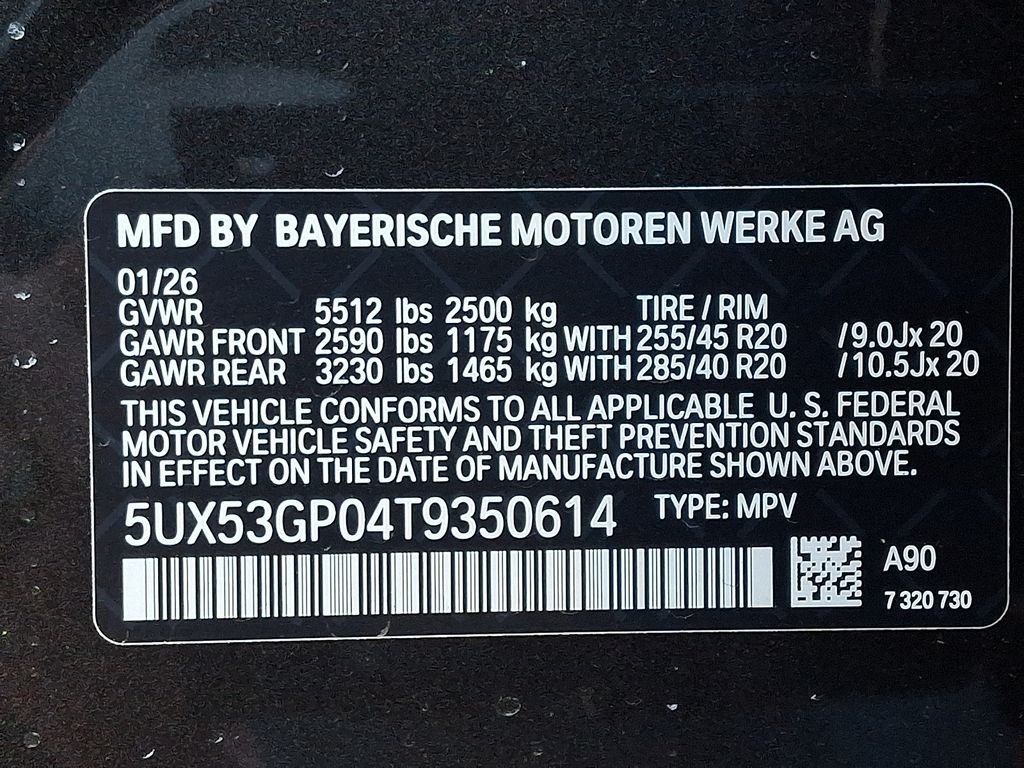 MFD BY BAYERISCHE MOTOREN WERKE AG
01/26
GVWR 5512 lbs 2500 kg TIRE / RIM
GAWR FRONT 2590 lbs 1175 kg WITH 255/45 R20 /9.0Jx 20
GAWR REAR 3230 lbs 1465 kg WITH 285/40 R20 /10.5Jx 20
THIS VEHICLE CONFORMS TO ALL APPLICABLE U. S. FEDERAL
MOTOR VEHICLE SAFETY AND THEFT PREVENTION STANDARDS
IN EFFECT ON THE DATE OF MANUFACTURE SHOWN ABOVE.
5UX53GP04T9350614 TYPE: MPV
A90
7 320 730